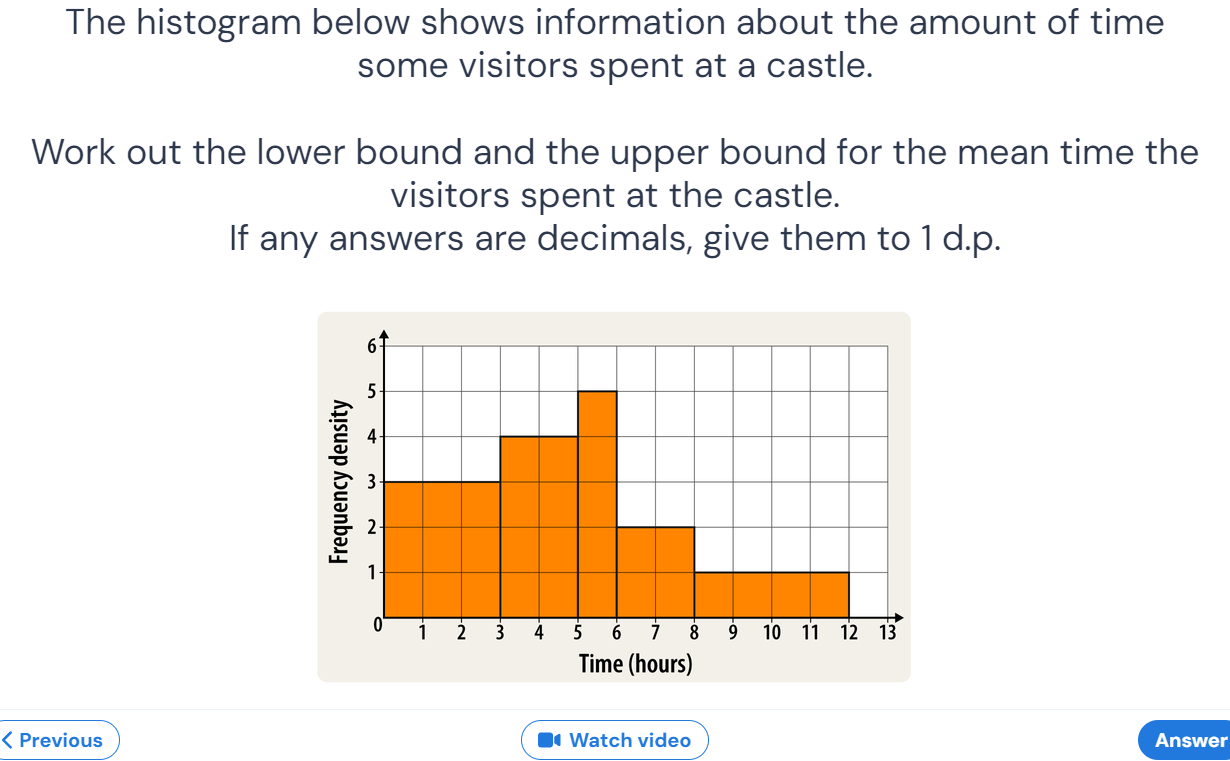 The histogram below shows information about the amount of time
some visitors spent at a castle.
Work out the lower bound and the upper bound for the mean time the
visitors spent at the castle.
If any answers are decimals, give them to 1 d.p.
Frequency density
6
5
4
3
2
1
0
1 2 3 4 5 6 7 8 9 10 11 12 13
Time (hours)
Previous
Watch video
Answer